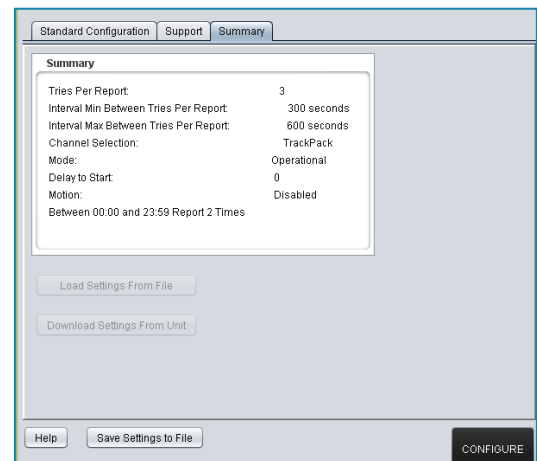 Standard Configuration Support Summary
Summary
Tries Per Report: 3
Interval Min Between Tries Per Report: 300 seconds
Interval Max Between Tries Per Report: 600 seconds
Channel Selection: TrackPack
Mode: Operational
Delay to Start: 0
Motion: Disabled
Between 00:00 and 23:59 Report 2 Times
Load Settings From File
Download Settings From Unit
Help Save Settings to File CONFIGURE